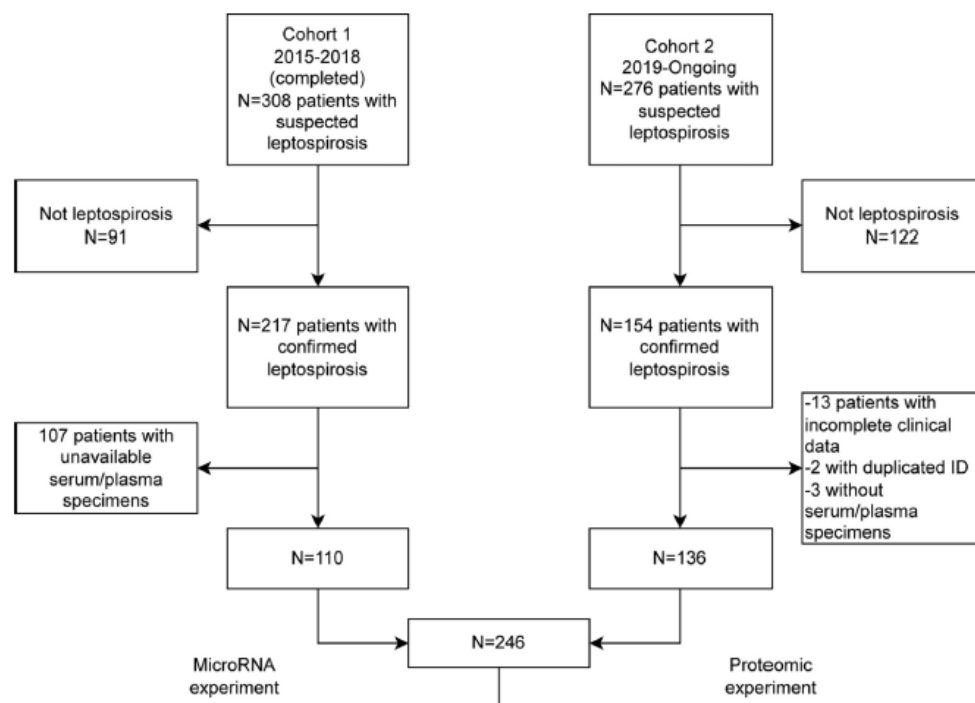 Cohort 1
2015-2018
(completed)
N=308 patients with
suspected
leptospirosis
Cohort 2
2019-Ongoing
N=276 patients with
suspected
leptospirosis
Not leptospirosis
N=91
Not leptospirosis
N=122
N=217 patients with
confirmed
leptospirosis
N=154 patients with
confirmed
leptospirosis
107 patients with
unavailable
serum/plasma
specimens
-13 patients with
incomplete clinical
data
-2 with duplicated ID
-3 without
serum/plasma
specimens
N=110
N=136
N=246
MicroRNA
experiment
Proteomic
experiment